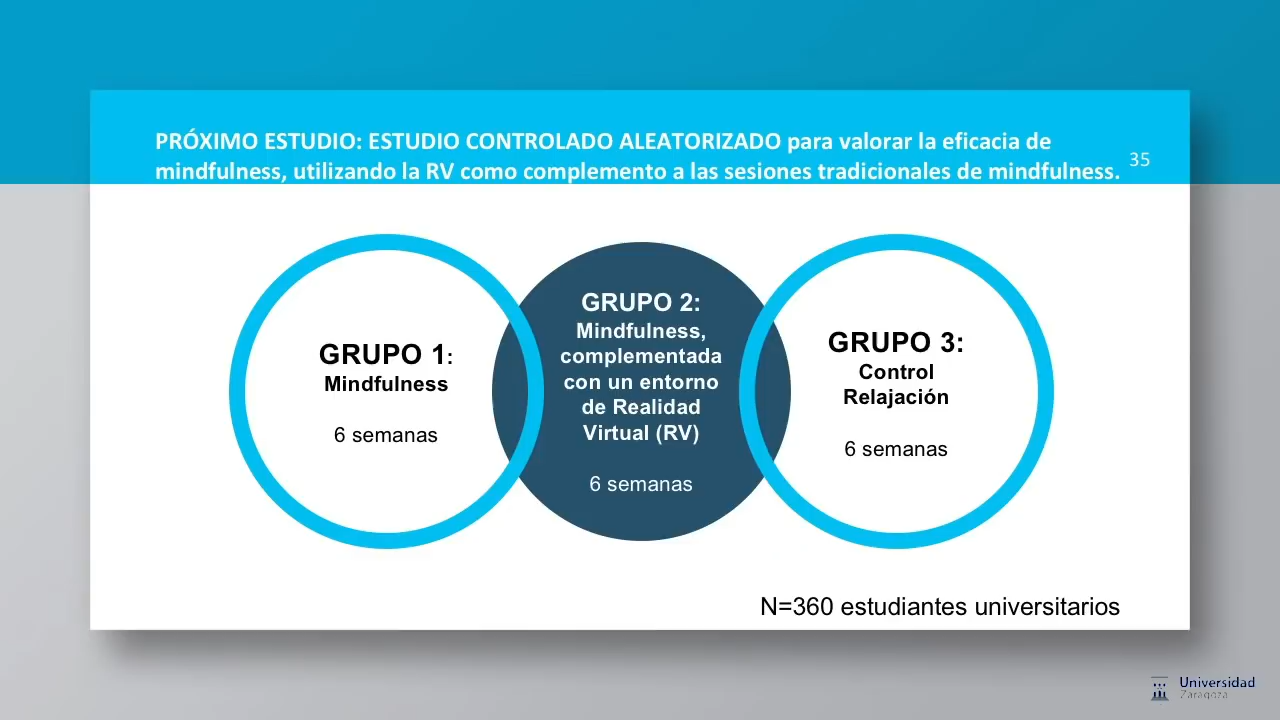 PRÓXIMO ESTUDIO: ESTUDIO CONTROLADO ALEATORIZADO para valorar la eficacia de
mindfulness, utilizando la RV como complemento a las sesiones tradicionales de mindfulness.
35
GRUPO 1:
Mindfulness
6 semanas
GRUPO 2:
Mindfulness,
complementada
con un entorno
de Realidad
Virtual (RV)
6 semanas
GRUPO 3:
Control
Relajación
6 semanas
N=360 estudiantes universitarios
Universidad
Zaragoza